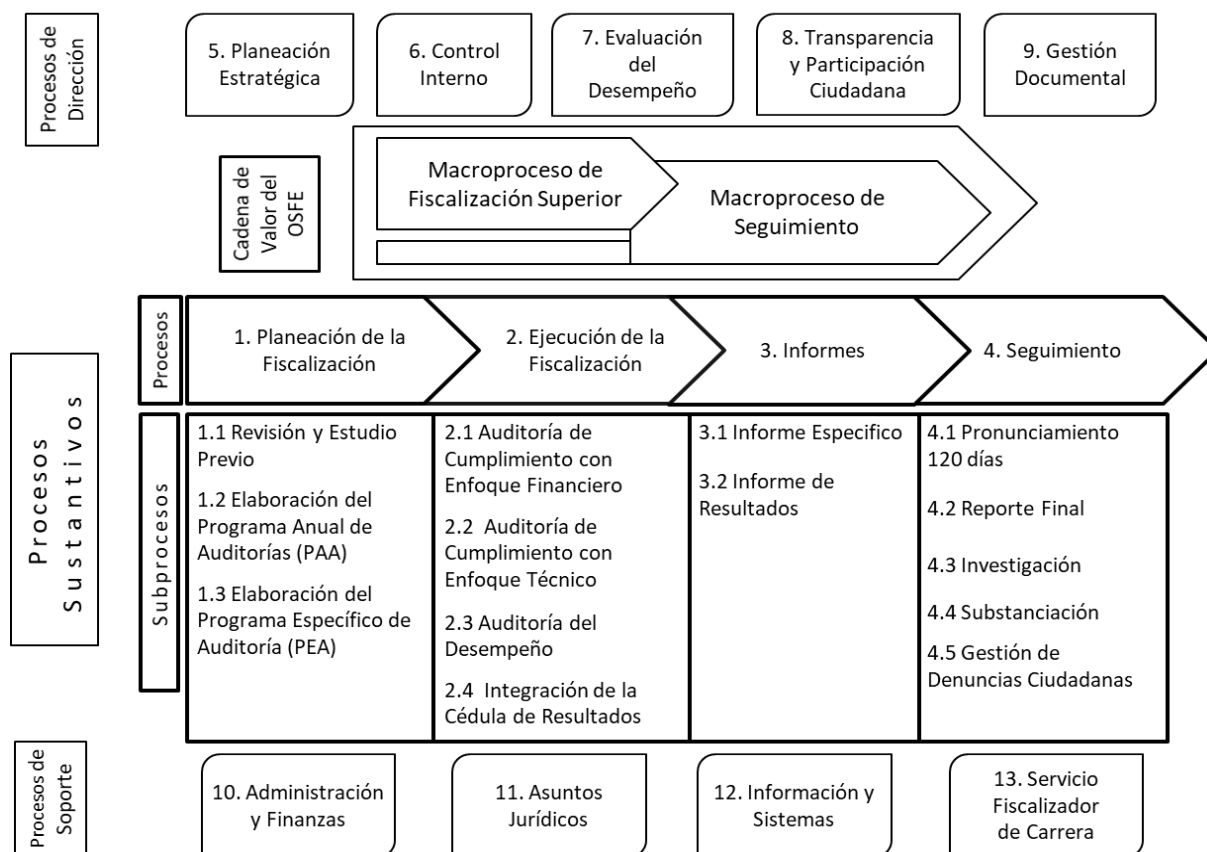 Procesos de
Dirección
5. Planeación
Estratégica
6. Control
Interno
7. Evaluación
del
Desempeño
8. Transparencia
y Participación
Ciudadana
9. Gestión
Documental
Cadena de
Valor del
OSFE
Macroproceso de
Fiscalización Superior
Macroproceso de
Seguimiento
Procesos
Sustantivos
Procesos
1. Planeación de la
Fiscalización
2. Ejecución de la
Fiscalización
3. Informes
4. Seguimiento
Subprocesos
1.1 Revisión y Estudio
Previo
1.2 Elaboración del
Programa Anual de
Auditorías (PAA)
1.3 Elaboración del
Programa Específico de
Auditoría (PEA)
2.1 Auditoría de
Cumplimiento con
Enfoque Financiero
2.2 Auditoría de
Cumplimiento con
Enfoque Técnico
2.3 Auditoría del
Desempeño
2.4 Integración de la
Cédula de Resultados
3.1 Informe Especifico
3.2 Informe de
Resultados
4.1 Pronunciamiento
120 días
4.2 Reporte Final
4.3 Investigación
4.4 Substanciación
4.5 Gestión de
Denuncias Ciudadanas
Procesos de
Soporte
10. Administración
y Finanzas
11. Asuntos
Jurídicos
12. Información y
Sistemas
13. Servicio
Fiscalizador
de Carrera